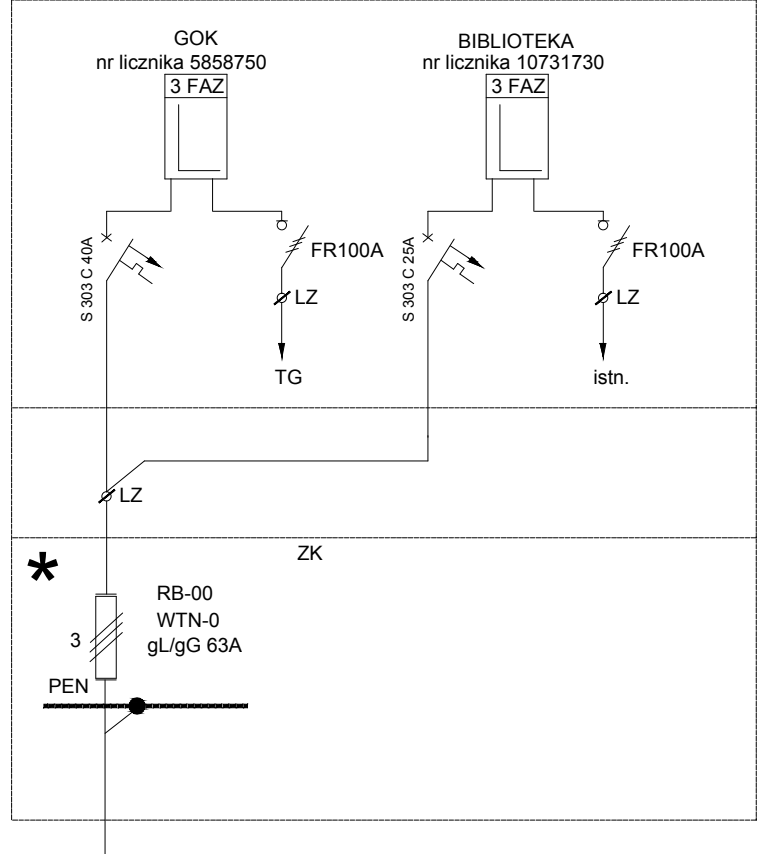 GOK
nr licznika 5858750
3 FAZ
BIBLIOTEKA
nr licznika 10731730
3 FAZ
S 303 C 40A
FR100A
LZ
TG
S 303 C 25A
FR100A
LZ
istn.
LZ
ZK
*
RB-00
WTN-0
gL/gG 63A
3
PEN